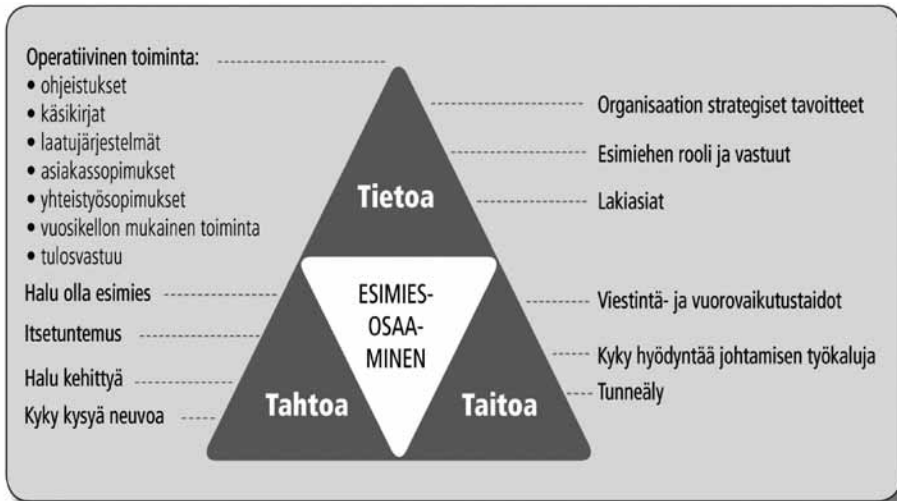 Operatiivinen toiminta:
• ohjeistukset
• käsikirjat
• laatujärjestelmät
• asiakassopimukset
• yhteistyösopimukset
• vuosikellon mukainen toiminta
• tulosvastuu
Halu olla esimies
Itsetuntemus
Halu kehittyä
Kyky kysyä neuvoa
Tietoa
ESIMIES-
OSAA-
MINEN
Tahtoa
Taitoa
Organisaation strategiset tavoitteet
Esimiehen rooli ja vastuut
Lakiasiat
Viestintä- ja vuorovaikutustaidot
Kyky hyödyntää johtamisen työkaluja
Tunneäly